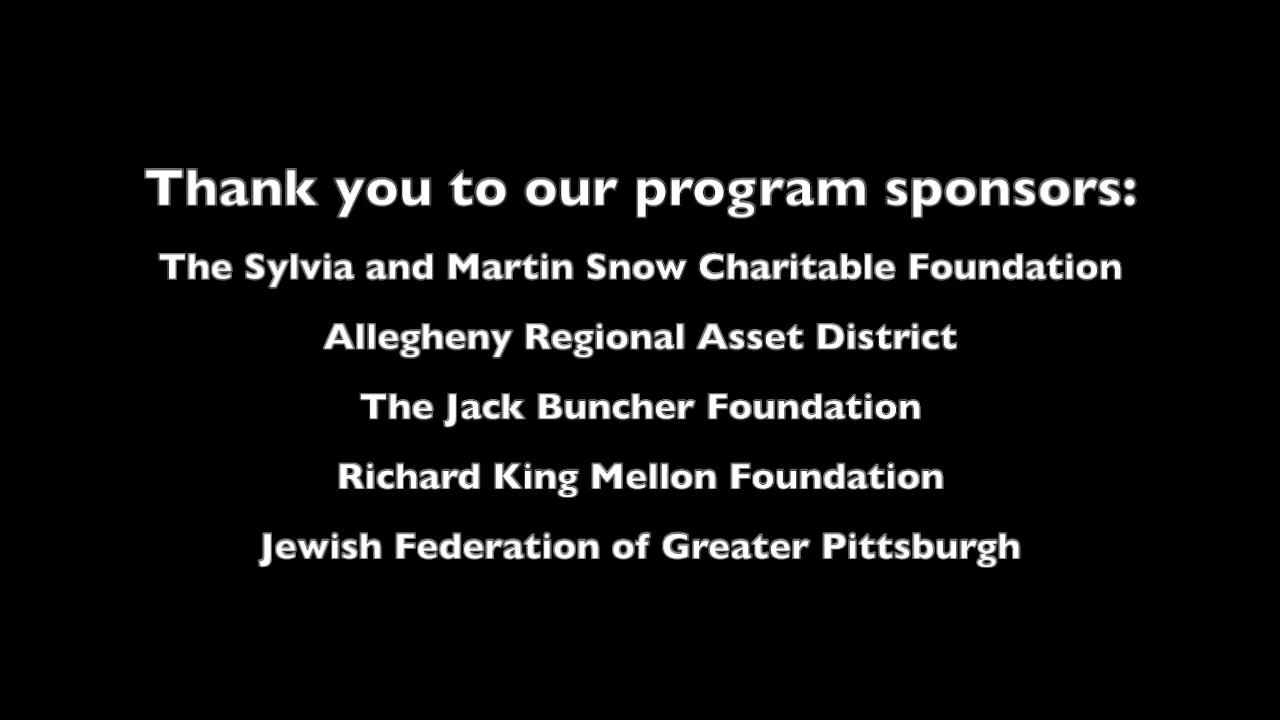 Thank you to our program sponsors:
The Sylvia and Martin Snow Charitable Foundation
Allegheny Regional Asset District
The Jack Buncher Foundation
Richard King Mellon Foundation
Jewish Federation of Greater Pittsburgh